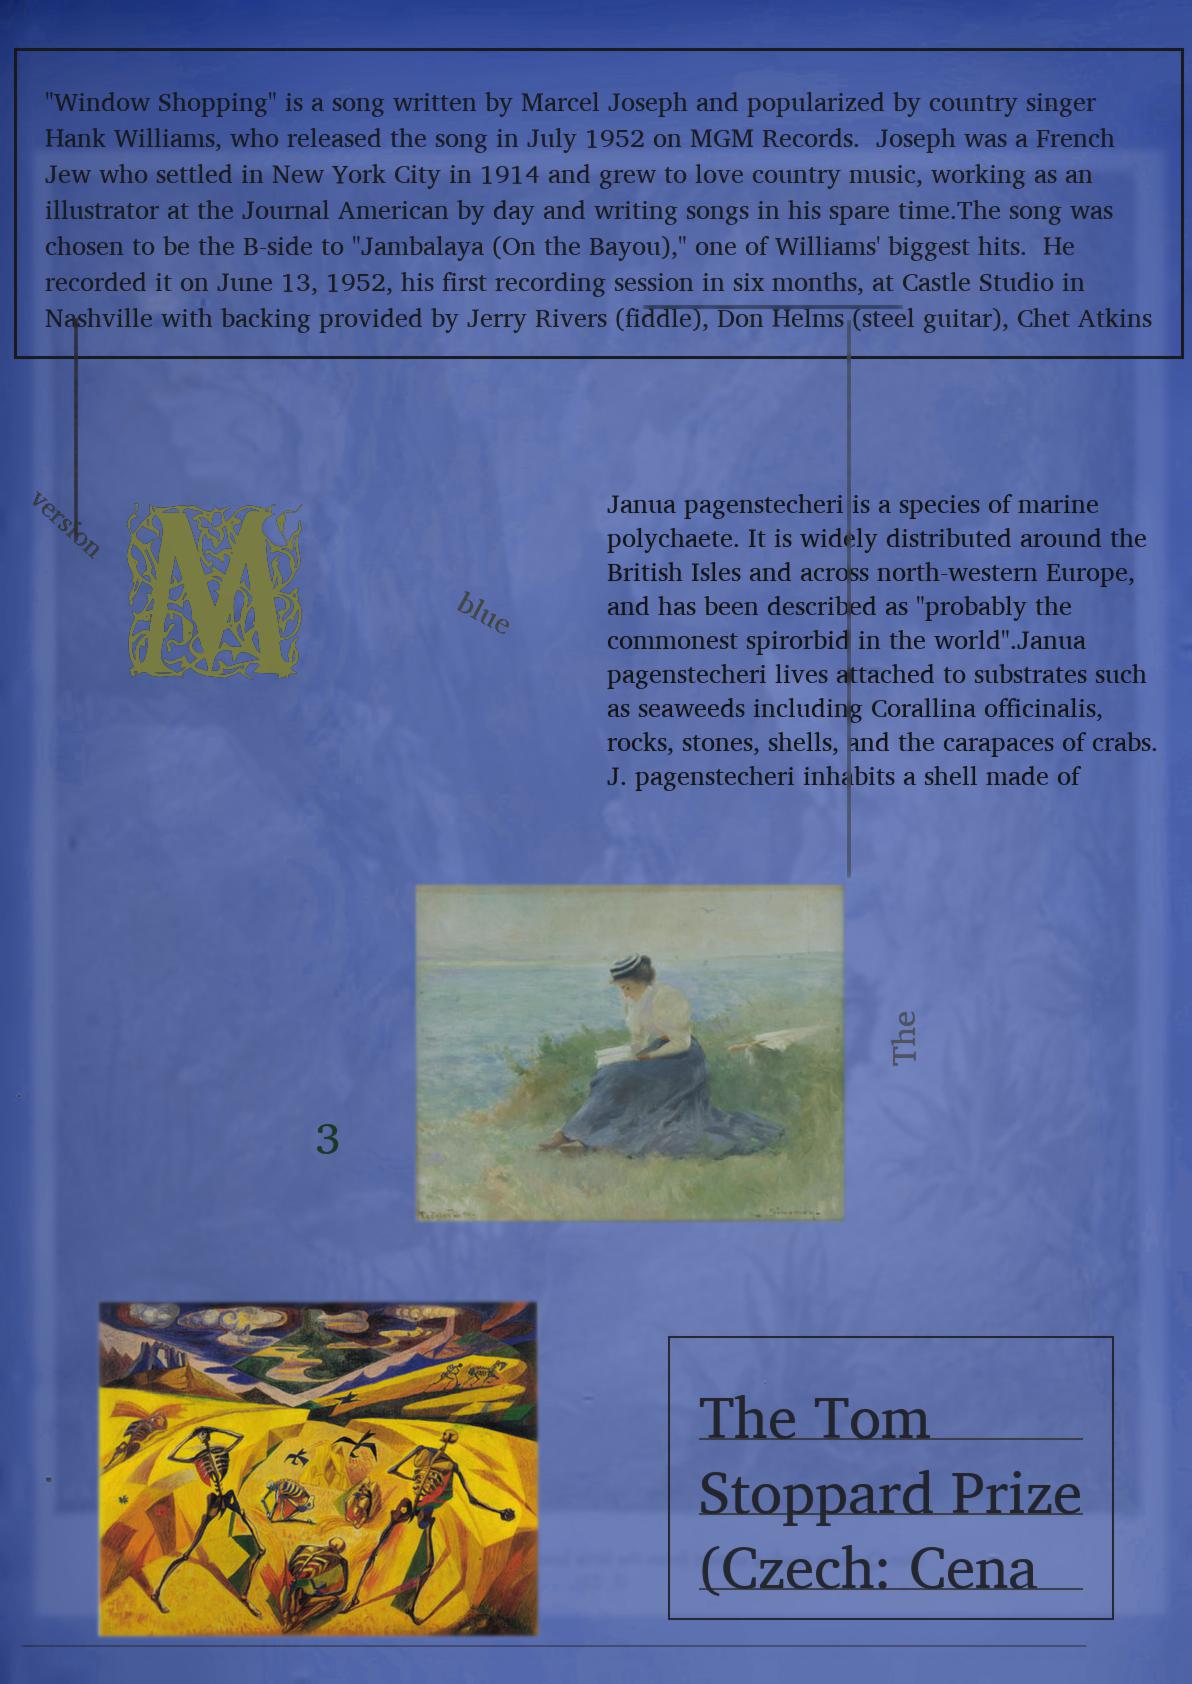 "Window Shopping" is a song written by Marcel Joseph and popularized by country singer
Hank Williams, who released the song in July 1952 on MGM Records.  Joseph was a French
Jew who settled in New York City in 1914 and grew to love country music, working as an
illustrator at the Journal American by day and writing songs in his spare time.The song was
chosen to be the B-side to "Jambalaya (On the Bayou)," one of Williams' biggest hits.  He
recorded it on June 13, 1952, his first recording session in six months, at Castle Studio in
Nashville with backing provided by Jerry Rivers (fiddle), Don Helms (steel guitar), Chet Atkins
version
M
blue
Janua pagenstecheri is a species of marine
polychaete. It is widely distributed around the
British Isles and across north-western Europe,
and has been described as "probably the
commonest spirorbid in the world".Janua
pagenstecheri lives attached to substrates such
as seaweeds including Corallina officinalis,
rocks, stones, shells, and the carapaces of crabs.
J. pagenstecheri inhabits a shell made of
The
3
The Tom
Stoppard Prize
(Czech: Cena